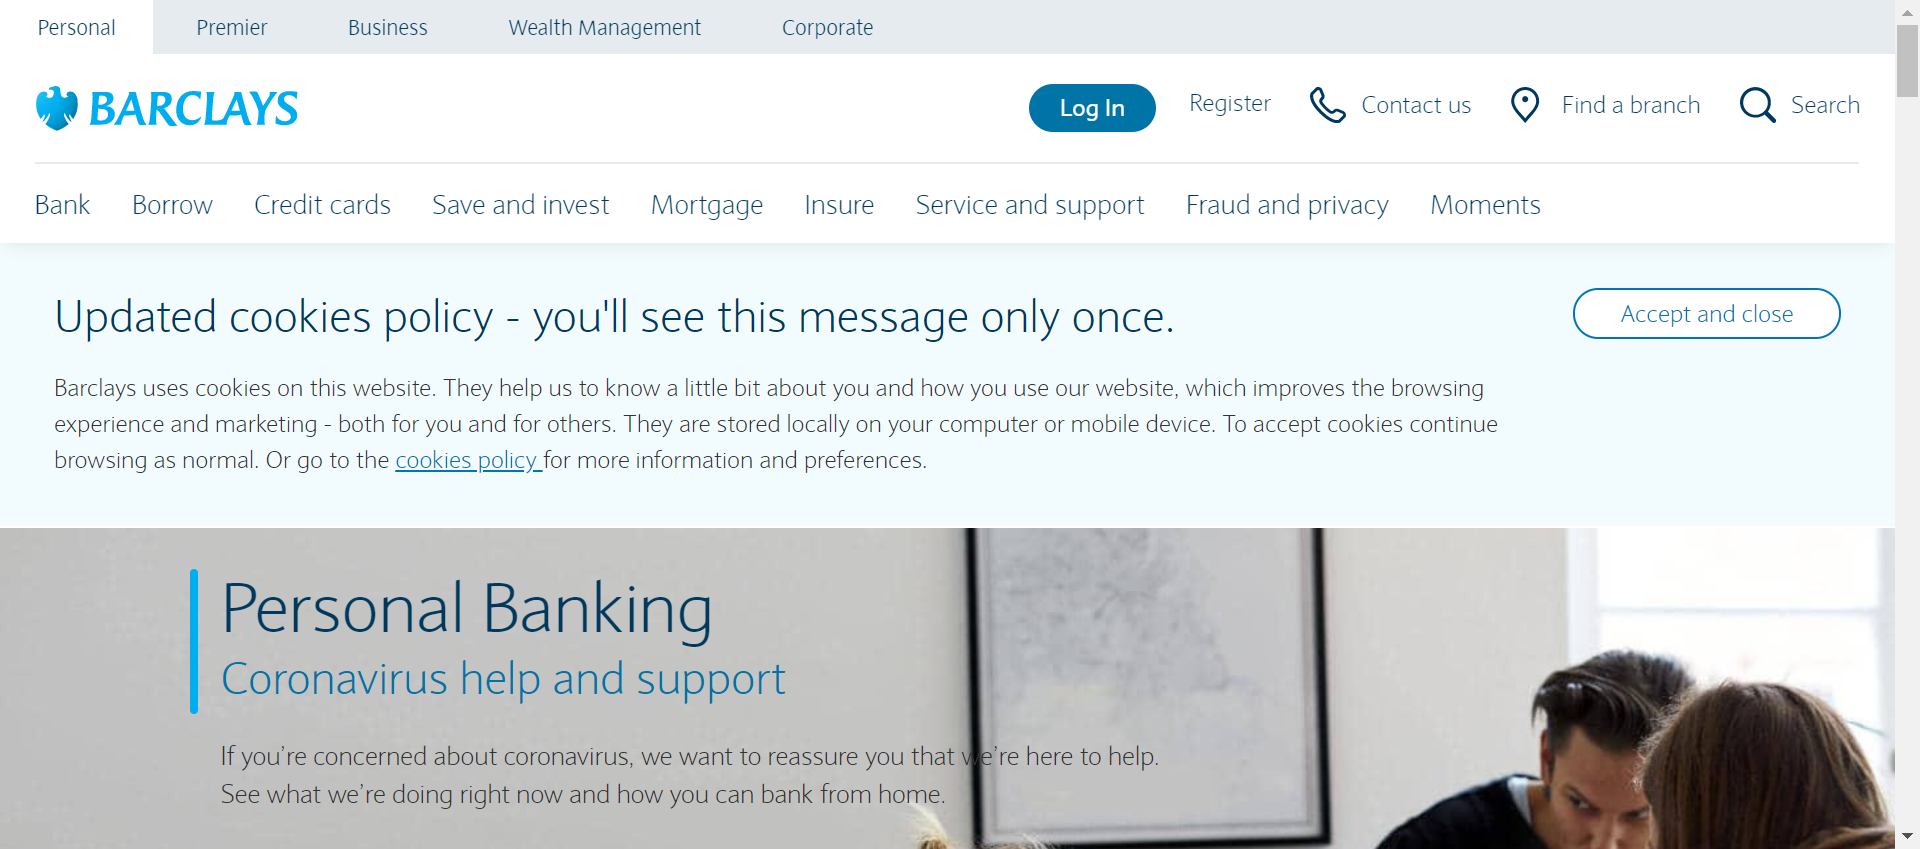 Personal Premier Business Wealth Management Corporate
BARCLAYS
Log In Register Contact us Find a branch Search
Bank Borrow Credit cards Save and invest Mortgage Insure Service and support Fraud and privacy Moments
Updated cookies policy - you'll see this message only once.
Accept and close
Barclays uses cookies on this website. They help us to know a little bit about you and how you use our website, which improves the browsing
experience and marketing - both for you and for others. They are stored locally on your computer or mobile device. To accept cookies continue
browsing as normal. Or go to the cookies policy for more information and preferences.
Personal Banking
Coronavirus help and support
If you’re concerned about coronavirus, we want to reassure you that we’re here to help.
See what we’re doing right now and how you can bank from home.